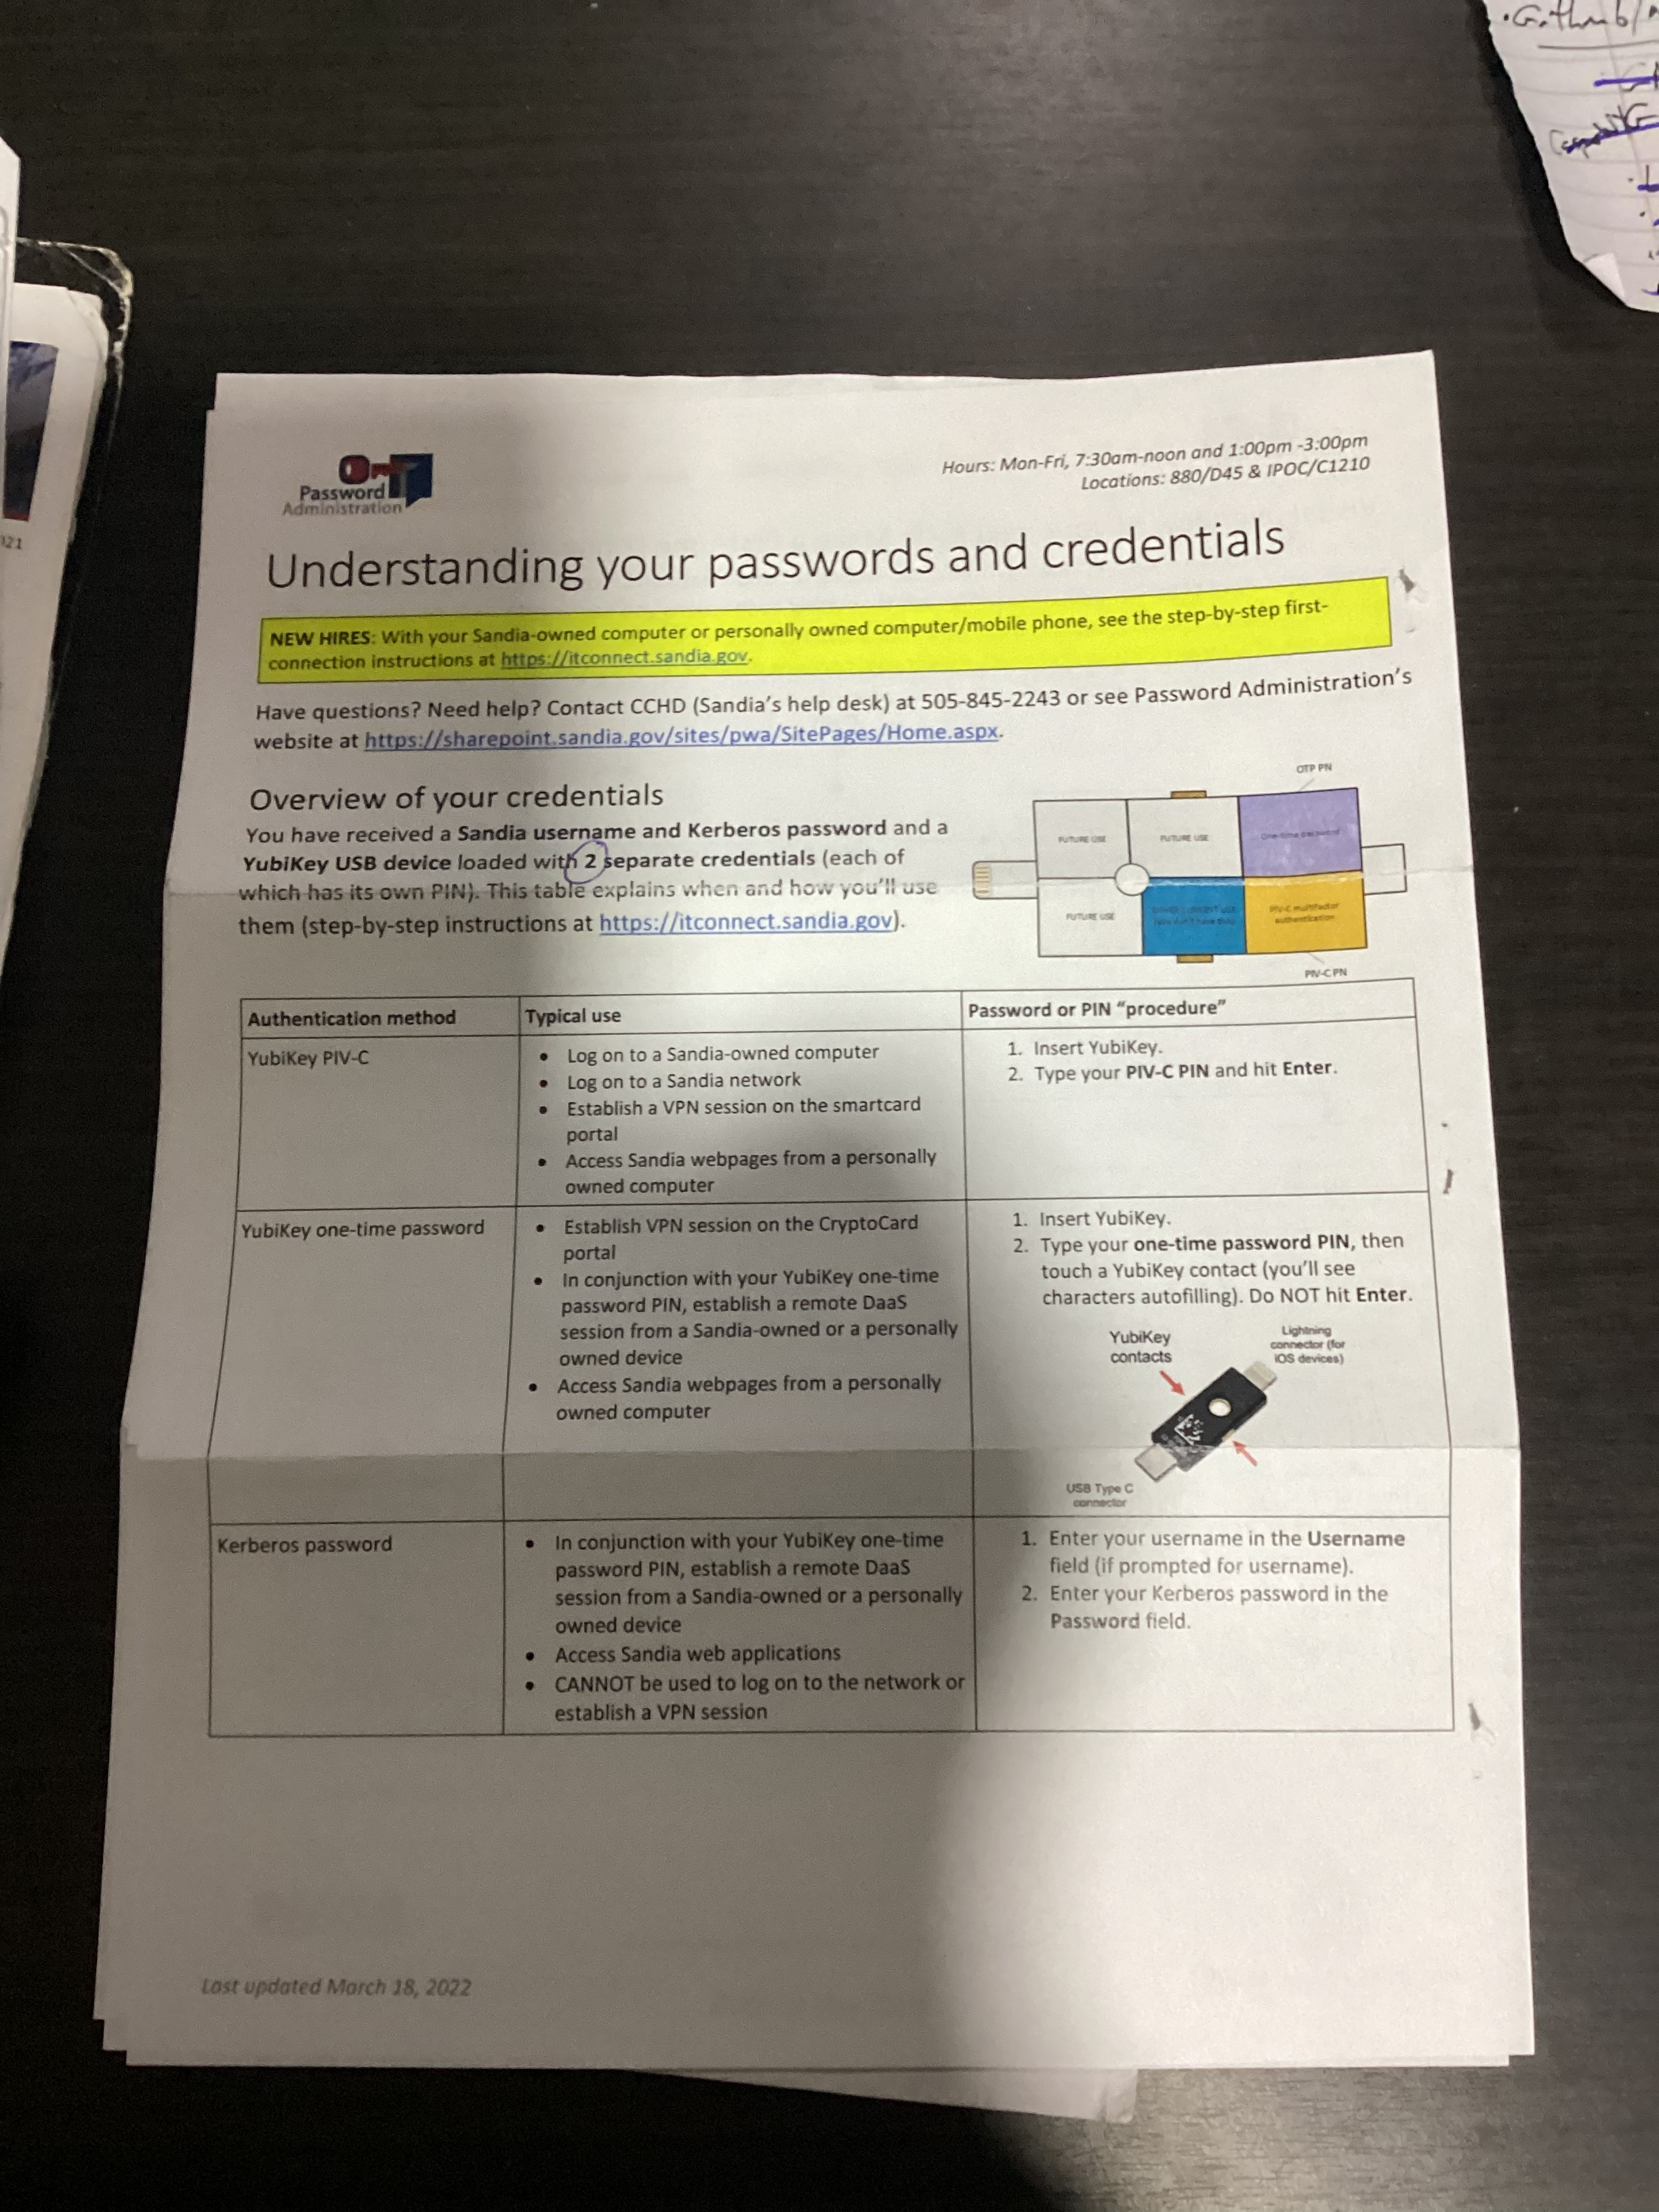 Password
Administration
Hours: Mon-Fri, 7:30am-noon and 1:00pm -3:00pm
Locations: 880/D45 & IPOC/C1210
Understanding your passwords and credentials
NEW HIRES: With your Sandia-owned computer or personally owned computer/mobile phone, see the step-by-step first-
connection instructions at https://itconnect.sandia.gov.
Have questions? Need help? Contact CCHD (Sandia's help desk) at 505-845-2243 or see Password Administration's
website at https://sharepoint.sandia.gov/sites/pwa/SitePages/Home.aspx.
Overview of your credentials
You have received a Sandia username and Kerberos password and a
YubiKey USB device loaded with 2 separate credentials (each of
which has its own PIN). This table explains when and how you'll use
them (step-by-step instructions at https://itconnect.sandia.gov).
OTP PN
FUTURE USE
FUTURE USE
One-time password
FUTURE USE
PIV-C multifactor
authentication
PIV-C PN
Authentication method
Typical use
Password or PIN "procedure"
YubiKey PIV-C
• Log on to a Sandia-owned computer
• Log on to a Sandia network
• Establish a VPN session on the smartcard
portal
• Access Sandia webpages from a personally
owned computer
1. Insert YubiKey.
2. Type your PIV-C PIN and hit Enter.
YubiKey one-time password
• Establish VPN session on the CryptoCard
portal
• In conjunction with your YubiKey one-time
password PIN, establish a remote DaaS
session from a Sandia-owned or a personally
owned device
• Access Sandia webpages from a personally
owned computer
1. Insert YubiKey.
2. Type your one-time password PIN, then
touch a YubiKey contact (you'll see
characters autofilling). Do NOT hit Enter.
YubiKey
contacts
Lightning
connector (for
iOS devices)
USB Type C
connector
Kerberos password
• In conjunction with your YubiKey one-time
password PIN, establish a remote DaaS
session from a Sandia-owned or a personally
owned device
• Access Sandia web applications
• CANNOT be used to log on to the network or
establish a VPN session
1. Enter your username in the Username
field (if prompted for username).
2. Enter your Kerberos password in the
Password field.
Last updated March 18, 2022